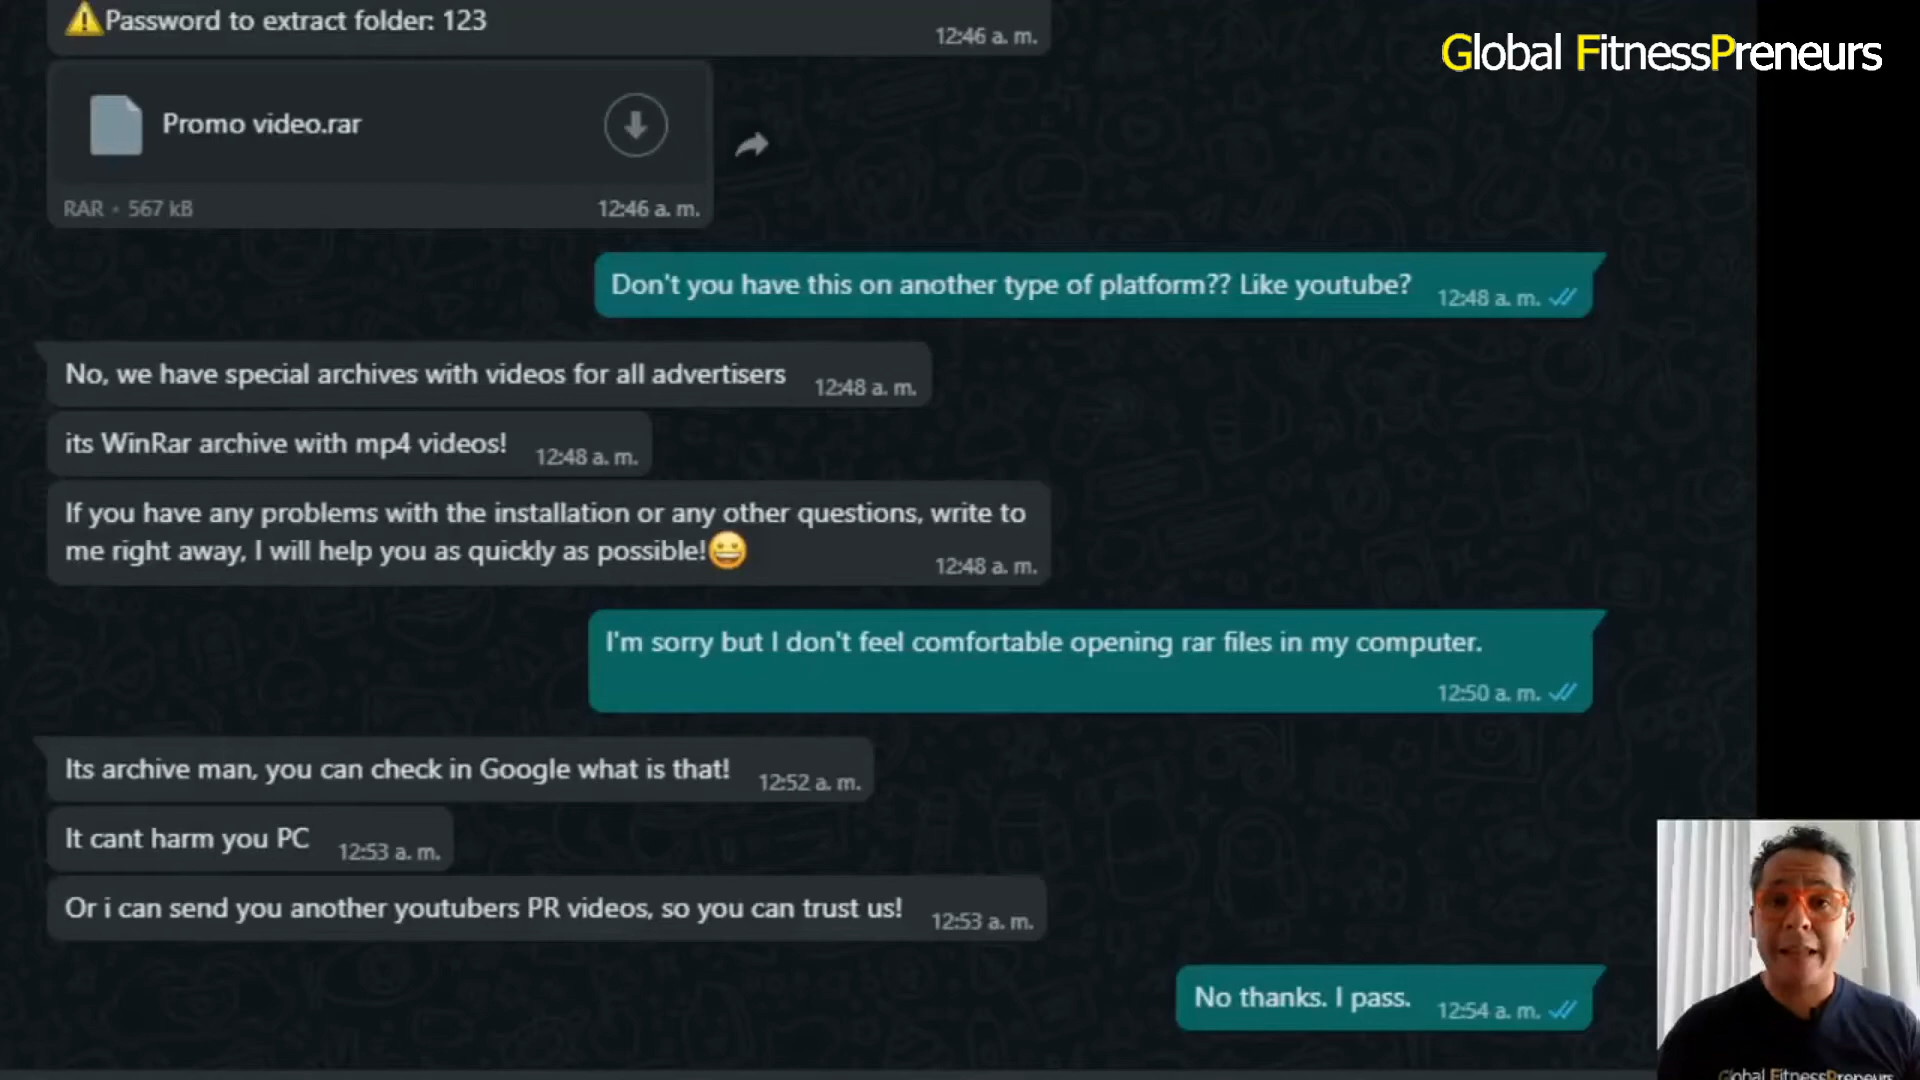 ⚠️Password to extract folder: 123
12:46 a. m.
Global FitnessPreneurs
Promo video.rar
RAR • 567 kB
12:46 a. m.
Don't you have this on another type of platform?? Like youtube?
12:48 a. m.
No, we have special archives with videos for all advertisers
12:48 a. m.
its WinRar archive with mp4 videos!
12:48 a. m.
If you have any problems with the installation or any other questions, write to
me right away, I will help you as quickly as possible!😀
12:48 a. m.
I'm sorry but I don't feel comfortable opening rar files in my computer.
12:50 a. m.
Its archive man, you can check in Google what is that!
12:52 a. m.
It cant harm you PC
12:53 a. m.
Or i can send you another youtubers PR videos, so you can trust us!
12:53 a. m.
No thanks. I pass.
12:54 a. m.
Global FitnessPreneurs